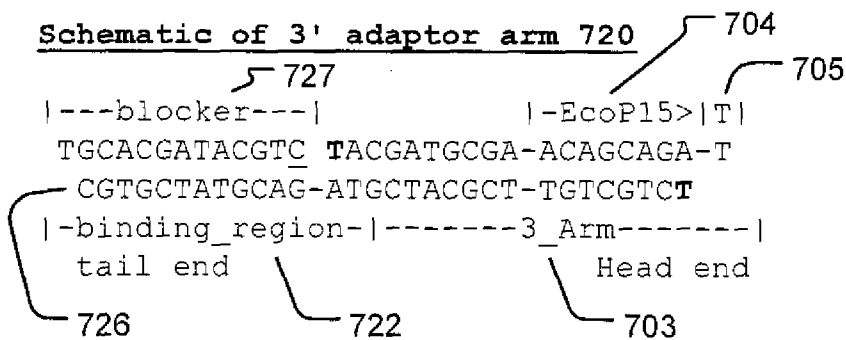 Schematic of 3' adaptor arm 720
704
727
705
|---blocker---| |-EcoP15>|T|
TGCACGATACGTC TACGATGCGA-ACAGCAGA-T
CGTGCTATGCAG-ATGCTACGCT-TGTCGTCT
|-binding_region-|-------3_Arm-------|
tail end Head end
726 722 703